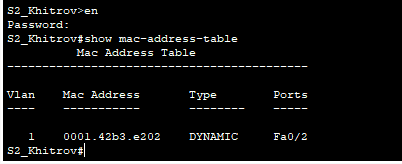 S2_Khitrov>en
Password:
S2_Khitrov#show mac-address-table
Mac Address Table
-------------------------------------------
Vlan Mac Address Type Ports
---- ----------- -------- -----
1 0001.42b3.e202 DYNAMIC Fa0/2
S2_Khitrov#